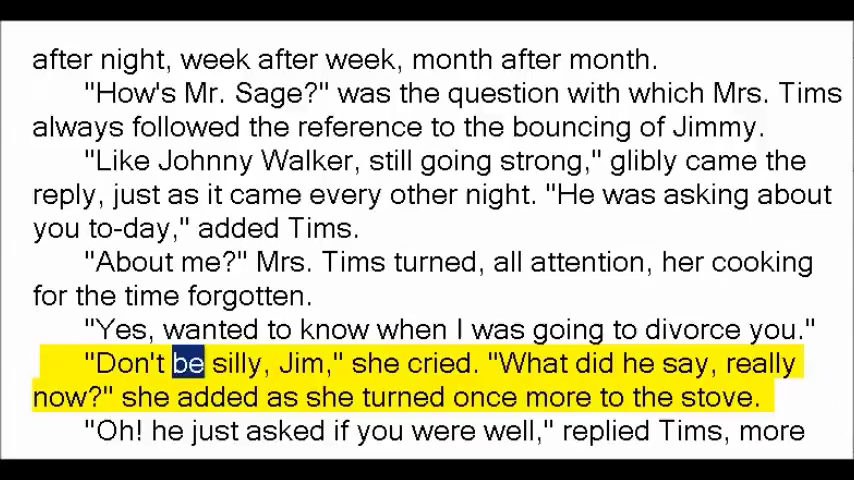 after night, week after week, month after month.
"How's Mr. Sage?" was the question with which Mrs. Tims
always followed the reference to the bouncing of Jimmy.
"Like Johnny Walker, still going strong," glibly came the
reply, just as it came every other night. "He was asking about
you to-day," added Tims.
"About me?" Mrs. Tims turned, all attention, her cooking
for the time forgotten.
"Yes, wanted to know when I was going to divorce you."
"Don't be silly, Jim," she cried. "What did he say, really
now?" she added as she turned once more to the stove.
"Oh! he just asked if you were well," replied Tims, more